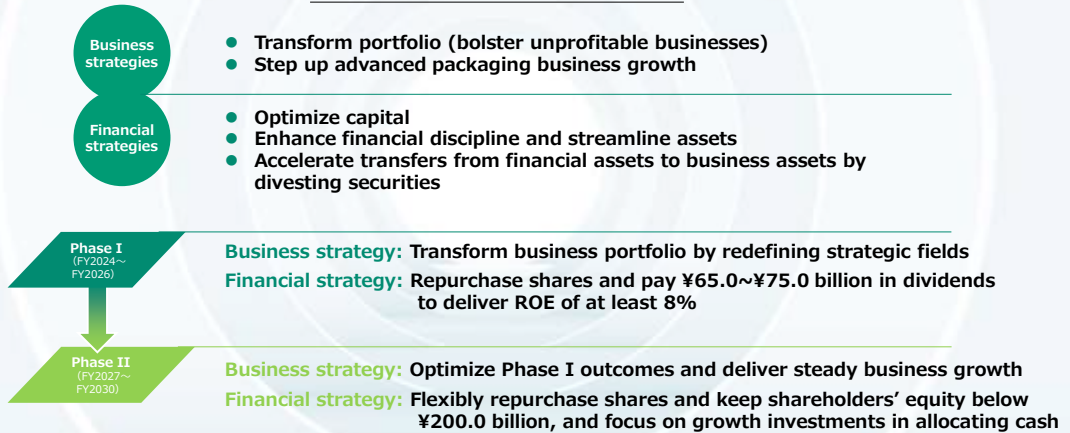 Business
strategies
● Transform portfolio (bolster unprofitable businesses)
● Step up advanced packaging business growth
Financial
strategies
● Optimize capital
● Enhance financial discipline and streamline assets
● Accelerate transfers from financial assets to business assets by
divesting securities
Phase I
(FY2024~
FY2026)
Business strategy: Transform business portfolio by redefining strategic fields
Financial strategy: Repurchase shares and pay ¥65.0~¥75.0 billion in dividends
to deliver ROE of at least 8%
Phase II
(FY2027~
FY2030)
Business strategy: Optimize Phase I outcomes and deliver steady business growth
Financial strategy: Flexibly repurchase shares and keep shareholders’ equity below
¥200.0 billion, and focus on growth investments in allocating cash